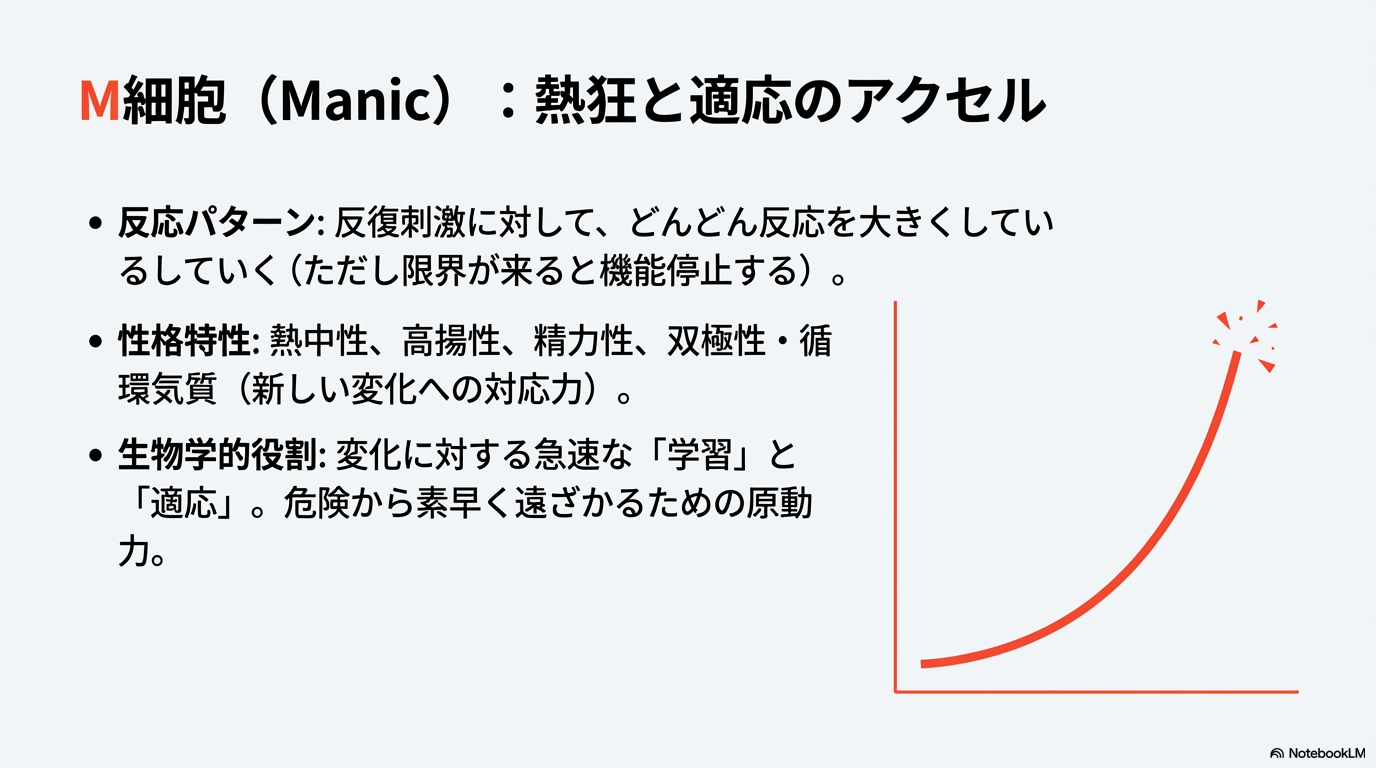 M細胞（Manic）：熱狂と適応のアクセル
• 反応パターン: 反復刺激に対して、どんどん反応を大きくしてい
るしていく（ただし限界が来ると機能停止する）。
• 性格特性: 熱中性、高揚性、精力性、双極性・循
環気質（新しい変化への対応力）。
• 生物学的役割: 変化に対する急速な「学習」と
「適応」。危険から素早く遠ざかるための原動
力。
NotebookLM